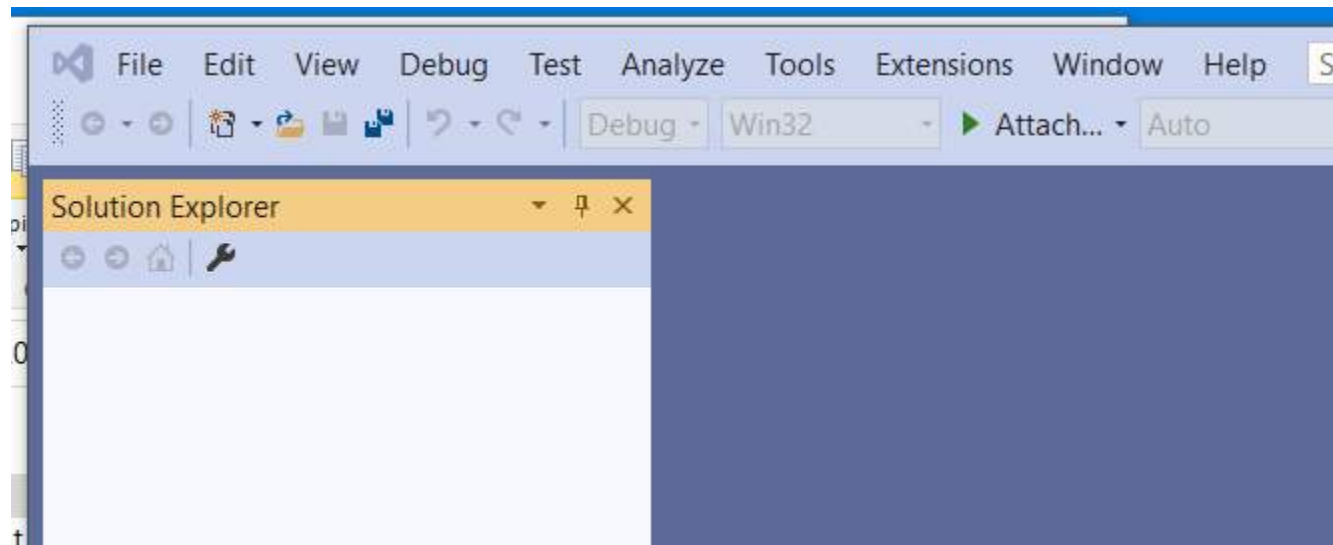 File Edit View Debug Test Analyze Tools Extensions Window Help S
Debug Win32 Attach... Auto
Solution Explorer